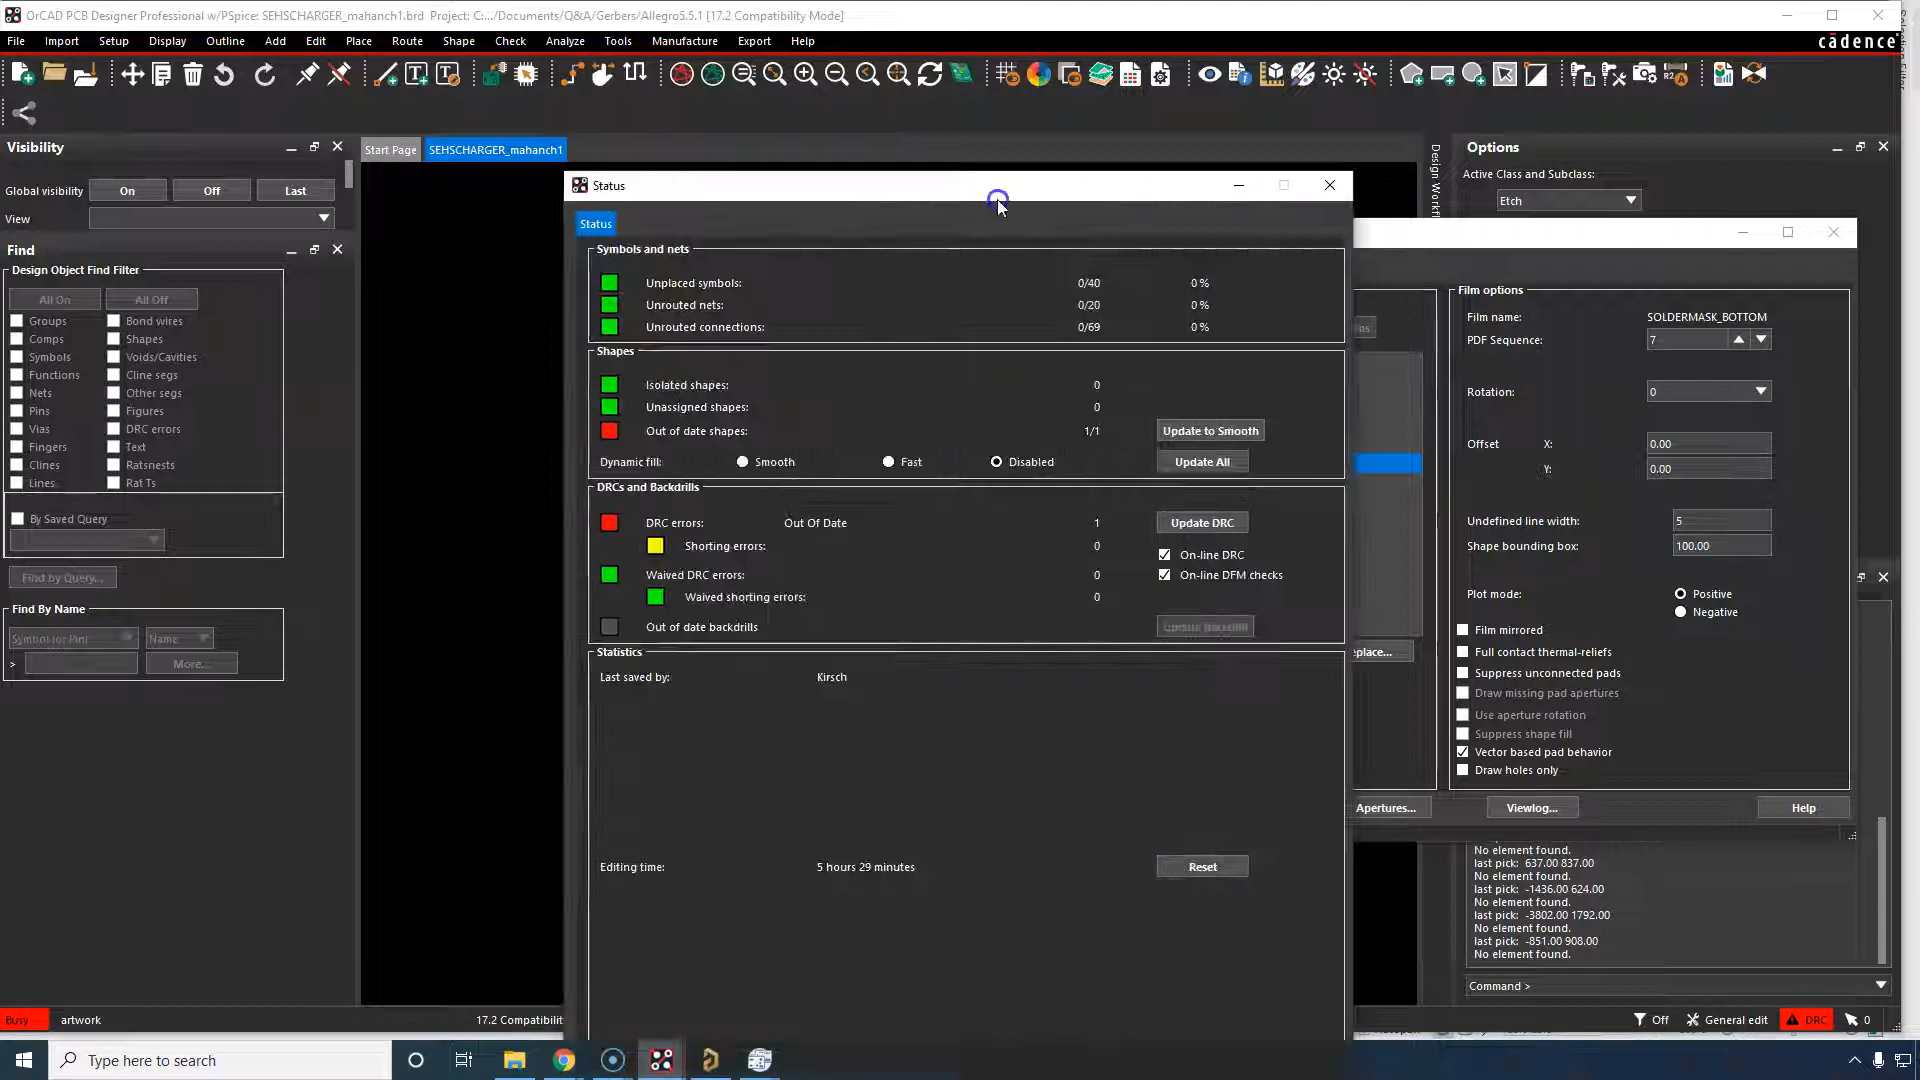 OrCAD PCB Designer Professional w/PSpice: SEHSCHARGER_mahanch1.brd  Project: C:.../Documents/Q&A/Gerbers/Allegro5.5.1 [17.2 Compatibility Mode]
File Import Setup Display Outline Add Edit Place Route Shape Check Analyze Tools Manufacture Export Help
cādence
Visibility
Global visibility On Off Last
View
Find
Design Object Find Filter
All On All Off
Groups Bond wires
Comps Shapes
Symbols Voids/Cavities
Functions Cline segs
Nets Other segs
Pins Figures
Vias DRC errors
Fingers Text
Clines Ratsnests
Lines Rat Ts
By Saved Query
Find by Query...
Find By Name
Symbol (or Pin) Name
> More...
Start Page SEHSCHARGER_mahanch1
Status
Status
Symbols and nets
Unplaced symbols: 0/40 0 %
Unrouted nets: 0/20 0 %
Unrouted connections: 0/69 0 %
Shapes
Isolated shapes: 0
Unassigned shapes: 0
Out of date shapes: 1/1 Update to Smooth
Dynamic fill: Smooth Fast Disabled Update All
DRCs and Backdrills
DRC errors: Out Of Date 1 Update DRC
Shorting errors: 0
On-line DRC
Waived DRC errors: 0 On-line DFM checks
Waived shorting errors: 0
Out of date backdrills Update Backdrill
Statistics
Last saved by: Kirsch
Editing time: 5 hours 29 minutes Reset
Design Workfl
Options
Active Class and Subclass:
Etch
Film options
Film name: SOLDERMASK_BOTTOM
PDF Sequence: 7
Rotation: 0
Offset X: 0.00
Y: 0.00
Undefined line width: 5
Shape bounding box: 100.00
Plot mode: Positive
Negative
Film mirrored
Full contact thermal-reliefs
Suppress unconnected pads
Draw missing pad apertures
Use aperture rotation
Suppress shape fill
Vector based pad behavior
Draw holes only
eplace...
Apertures... Viewlog... Help
No element found.
last pick:  637.00 837.00
No element found.
last pick:  -1436.00 624.00
No element found.
last pick:  -3802.00 1792.00
No element found.
last pick:  -851.00 908.00
No element found.
Command >
Busy artwork 17.2 Compatibilit Off General edit DRC 0
Type here to search